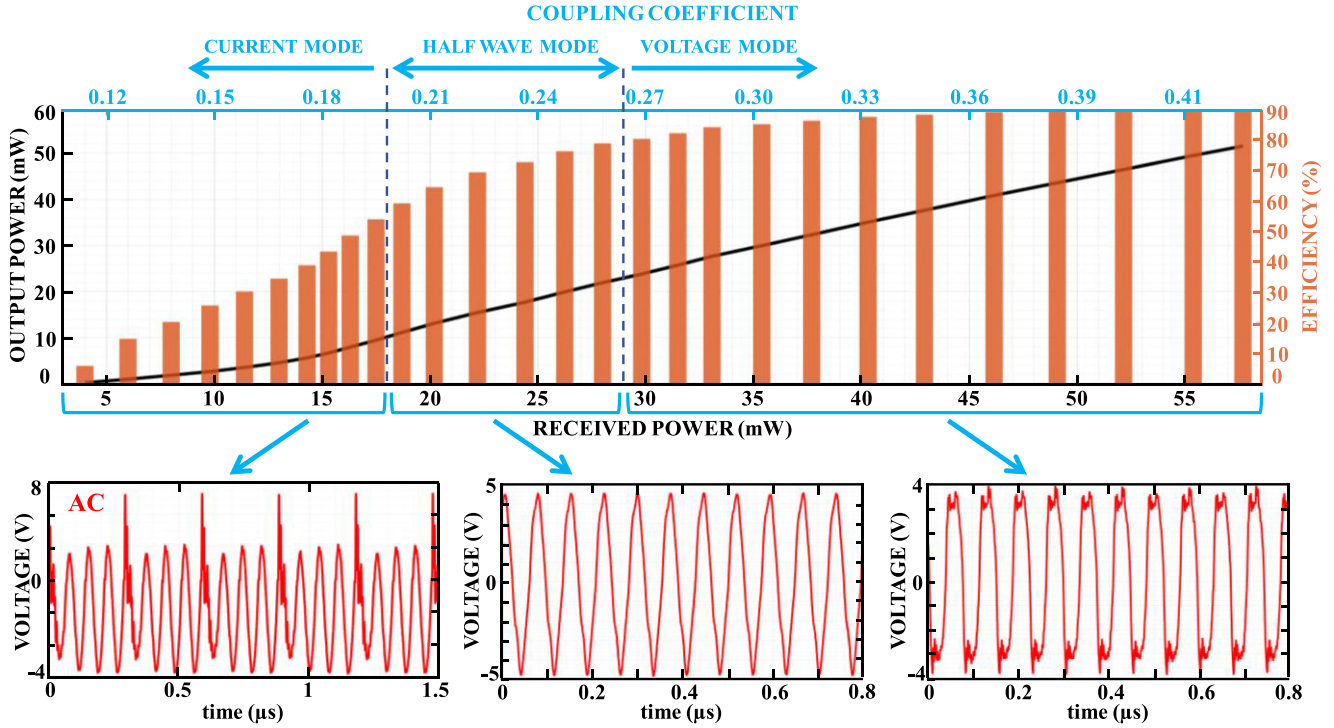 COUPLING COEFFICIENT
CURRENT MODE HALF WAVE MODE VOLTAGE MODE
0.12 0.15 0.18 0.21 0.24 0.27 0.30 0.33 0.36 0.39 0.41
OUTPUT POWER (mW)
60
50
40
30
20
10
0
90
80
70
60
50
40
30
20
10
0
EFFICIENCY (%)
5 10 15 20 25 30 35 40 45 50 55
RECEIVED POWER (mW)
VOLTAGE (V)
8
0
-4
AC
0 0.5 1 1.5
time (µs)
VOLTAGE (V)
5
0
-5
0 0.2 0.4 0.6 0.8
time (µs)
VOLTAGE (V)
4
0
-4
0 0.2 0.4 0.6 0.8
time (µs)